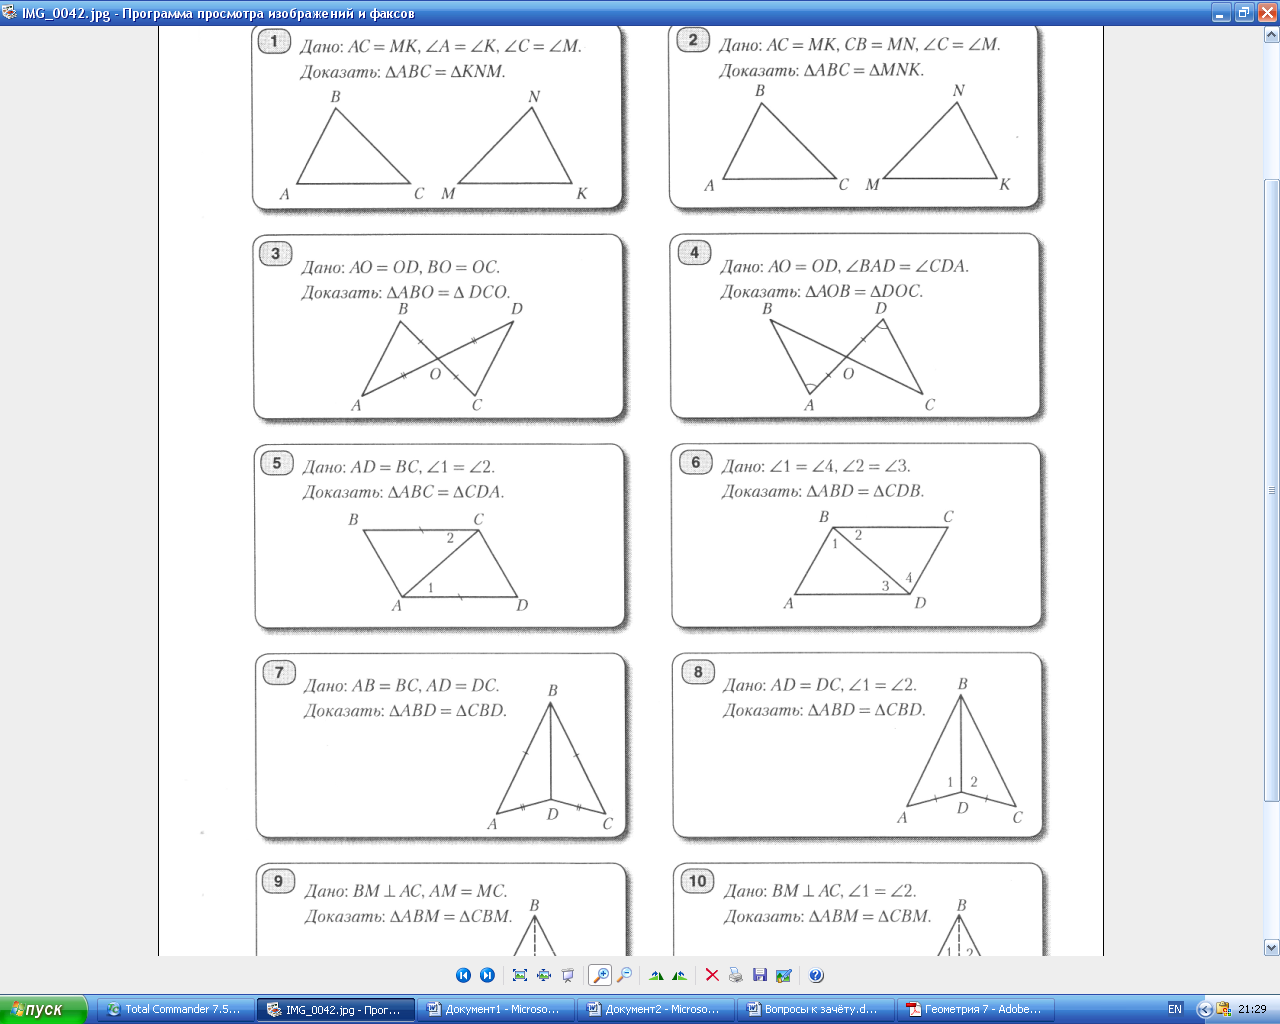 IMG_0042.jpg - Программа просмотра изображений и факсов
1
Дано: AC = MK, ∠A = ∠K, ∠C = ∠M.
Доказать: ΔABC = ΔKNM.
B
N
A
C
M
K
2
Дано: AC = MK, CB = MN, ∠C = ∠M.
Доказать: ΔABC = ΔMNK.
B
N
A
C
M
K
3
Дано: AO = OD, BO = OC.
Доказать: ΔABO = Δ DCO.
B
D
O
A
C
4
Дано: AO = OD, ∠BAD = ∠CDA.
Доказать: ΔAOB = ΔDOC.
B
D
O
A
C
5
Дано: AD = BC, ∠1 = ∠2.
Доказать: ΔABC = ΔCDA.
B
C
2
1
A
D
6
Дано: ∠1 = ∠4, ∠2 = ∠3.
Доказать: ΔABD = ΔCDB.
B
C
1
2
3
4
A
D
7
Дано: AB = BC, AD = DC.
Доказать: ΔABD = ΔCBD.
B
A
D
C
8
Дано: AD = DC, ∠1 = ∠2.
Доказать: ΔABD = ΔCBD.
B
1
2
A
D
C
9
Дано: BM ⊥ AC, AM = MC.
Доказать: ΔABM = ΔCBM.
B
10
Дано: BM ⊥ AC, ∠1 = ∠2.
Доказать: ΔABM = ΔCBM.
B
1
2
пуск
Total Commander 7.5...
IMG_0042.jpg - Прог...
Документ1 - Microso...
Документ2 - Microso...
Вопросы к зачёту.d...
Геометрия 7 - Adobe...
EN
21:29